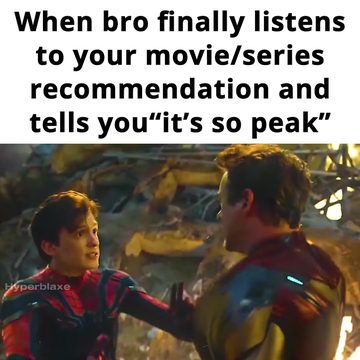 When bro finally listens
to your movie/series
recommendation and
tells you“it’s so peak”
Hyperblaxe